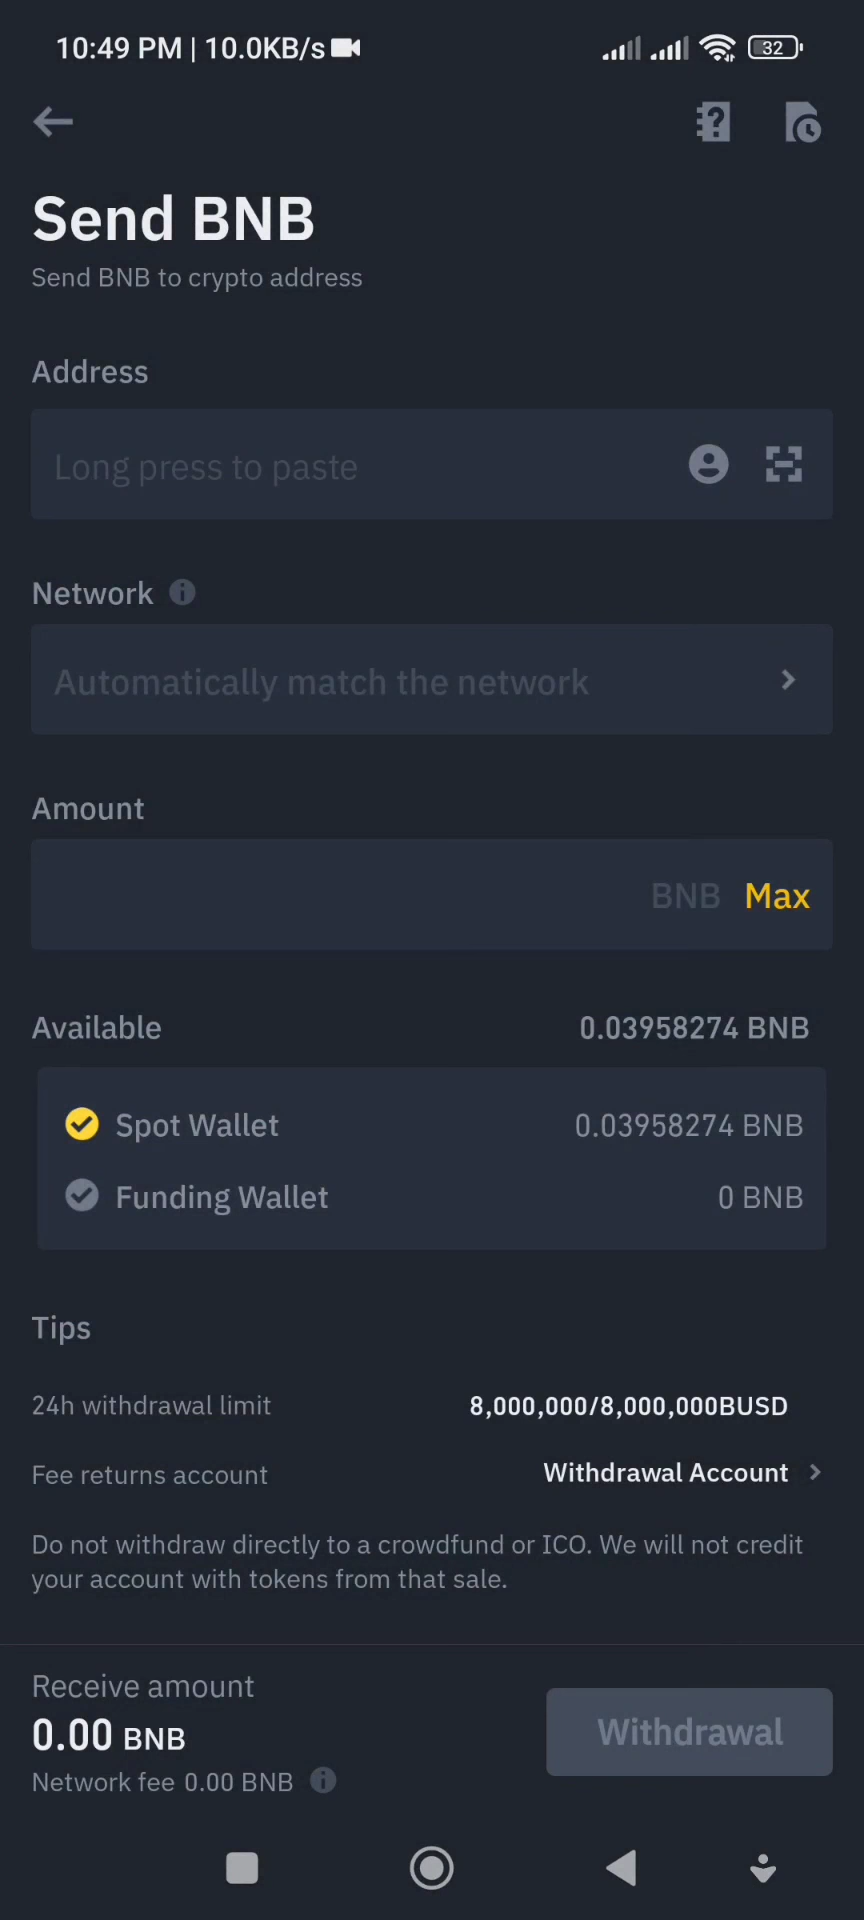 10:49 PM | 10.0KB/s 32
Send BNB
Send BNB to crypto address
Address
Long press to paste
Network
Automatically match the network
Amount
BNB Max
Available 0.03958274 BNB
Spot Wallet 0.03958274 BNB
Funding Wallet 0 BNB
Tips
24h withdrawal limit 8,000,000/8,000,000BUSD
Fee returns account Withdrawal Account
Do not withdraw directly to a crowdfund or ICO. We will not credit
your account with tokens from that sale.
Receive amount
0.00 BNB
Withdrawal
Network fee 0.00 BNB